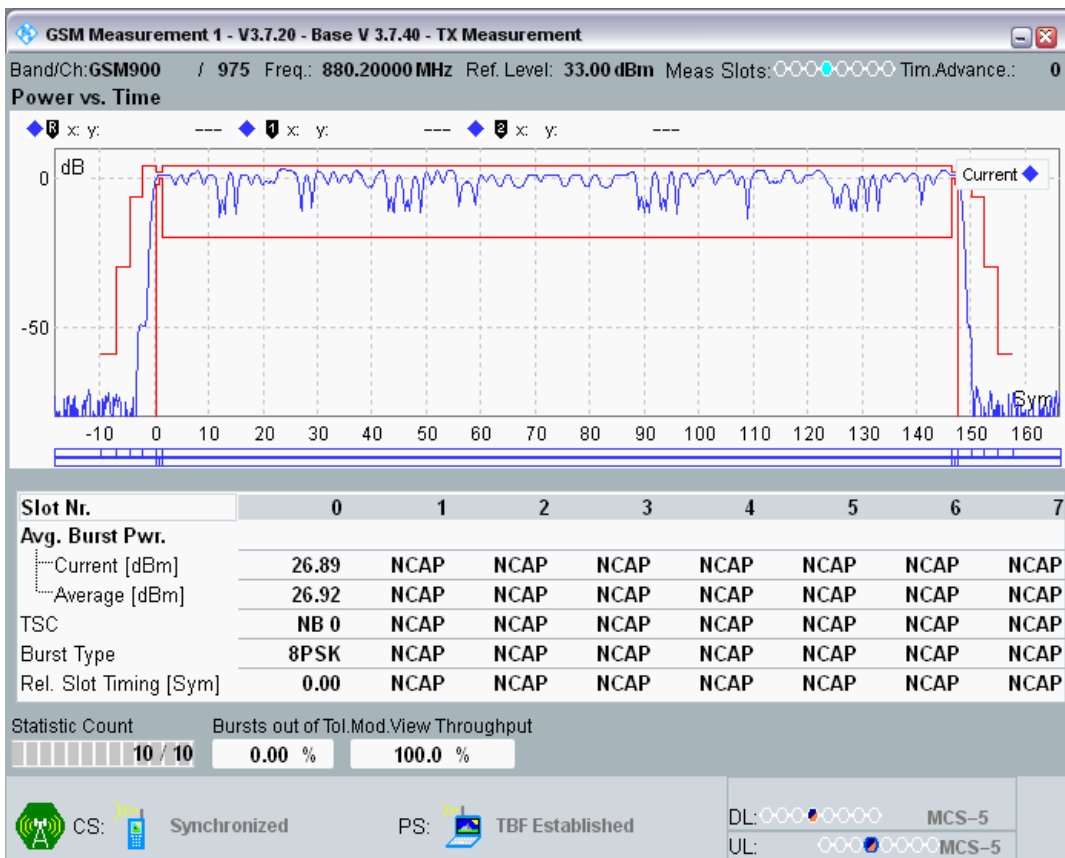 GSM Measurement 1 - V3.7.20 - Base V 3.7.40 - TX Measurement
Band/Ch:GSM900 / 975 Freq.: 880.20000 MHz Ref. Level: 33.00 dBm Meas Slots: Tim.Advance.: 0
Power vs. Time
R x: y: --- 1 x: y: --- 2 x: y: ---
dB
Current
0
-50
Sym
-10 0 10 20 30 40 50 60 70 80 90 100 110 120 130 140 150 160
Slot Nr. 0 1 2 3 4 5 6 7
Avg. Burst Pwr.
Current [dBm] 26.89 NCAP NCAP NCAP NCAP NCAP NCAP NCAP
Average [dBm] 26.92 NCAP NCAP NCAP NCAP NCAP NCAP NCAP
TSC NB 0 NCAP NCAP NCAP NCAP NCAP NCAP NCAP
Burst Type 8PSK NCAP NCAP NCAP NCAP NCAP NCAP NCAP
Rel. Slot Timing [Sym] 0.00 NCAP NCAP NCAP NCAP NCAP NCAP NCAP
Statistic Count Bursts out of Tol.Mod.View Throughput
10 / 10 0.00 % 100.0 %
CS: Synchronized PS: TBF Established
DL: MCS-5
UL: MCS-5